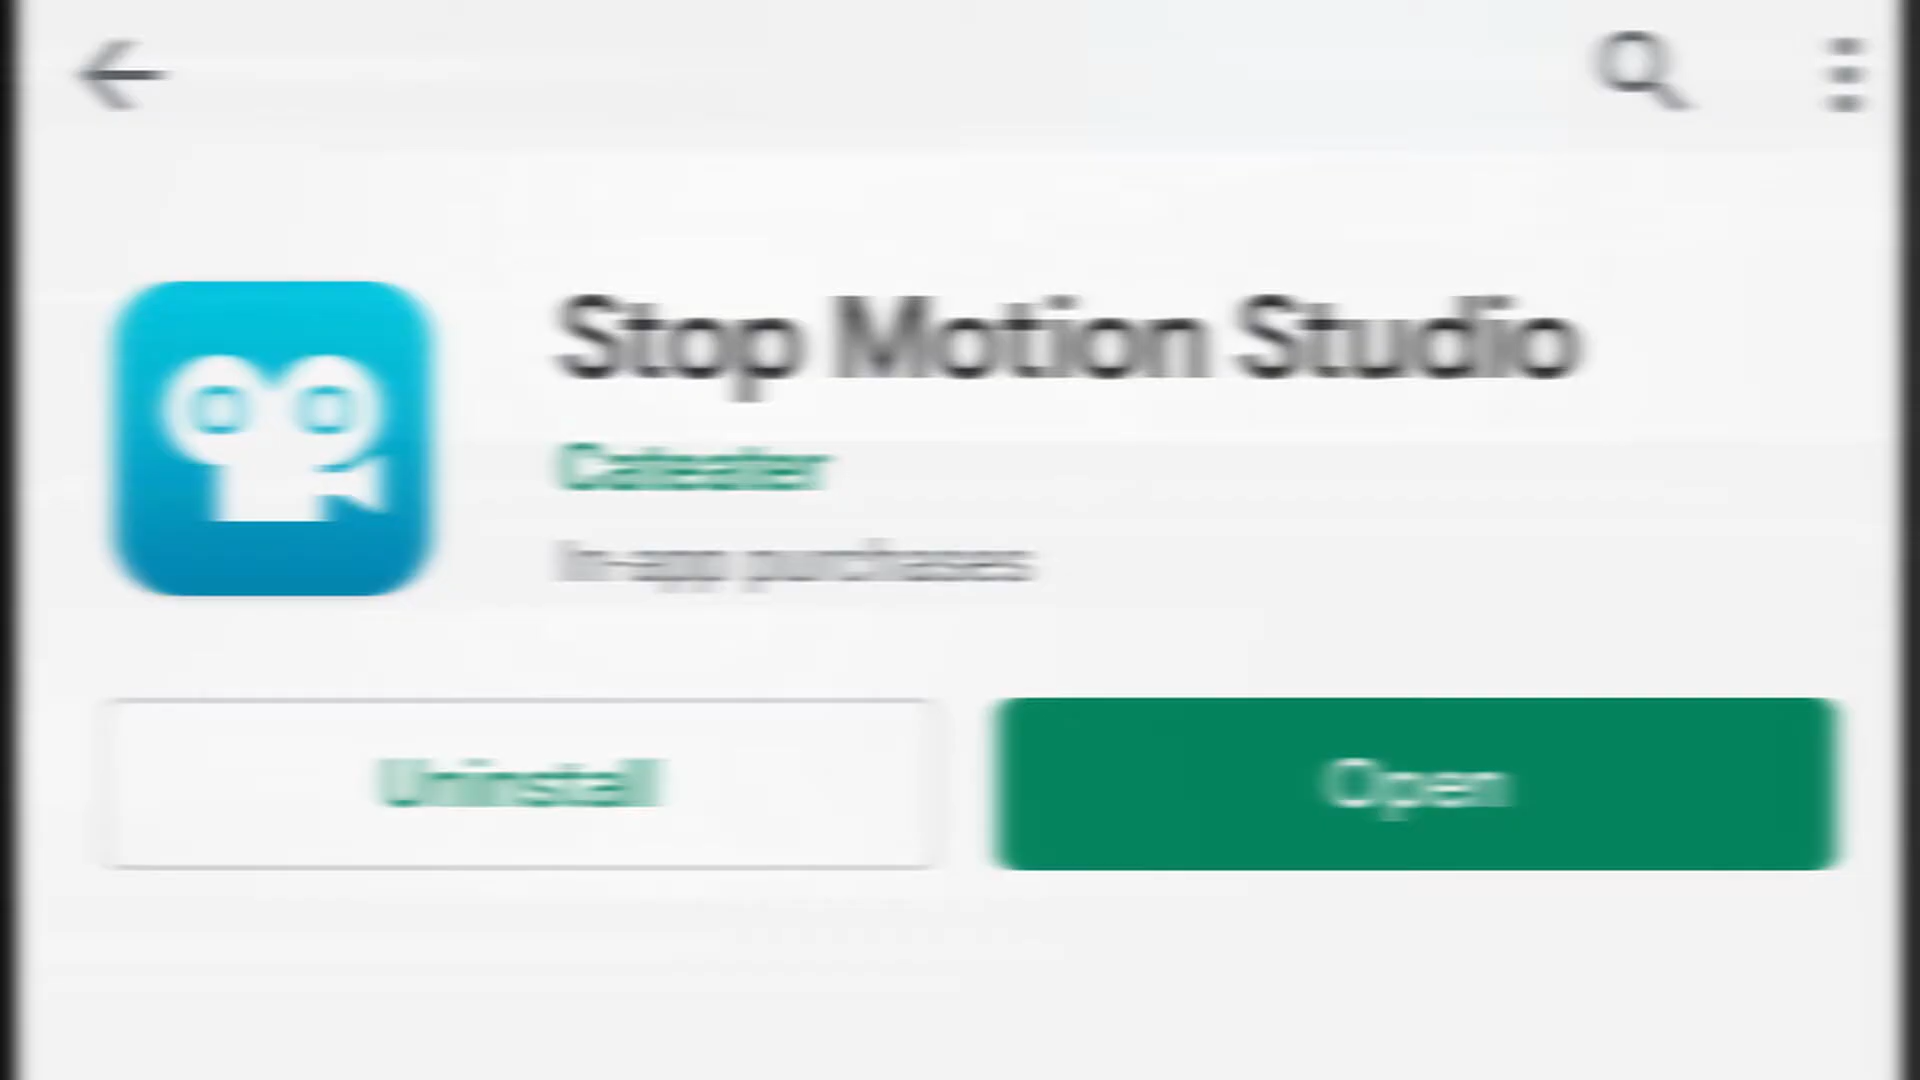 Stop Motion Studio
Cateater
In-app purchases
Uninstall
Open